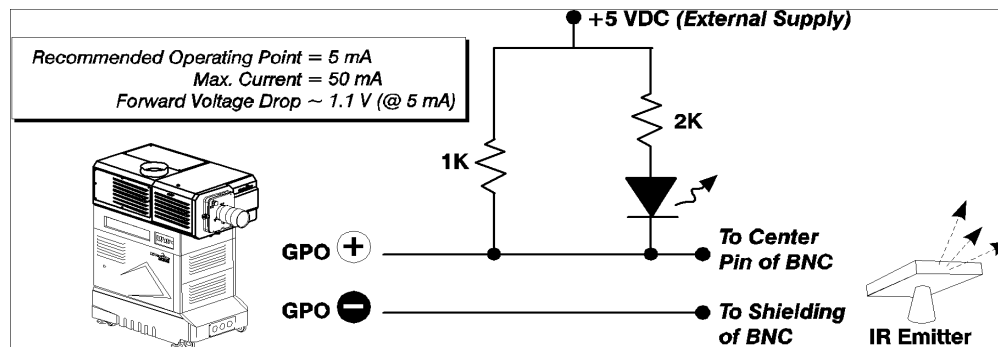 +5 VDC (External Supply)
Recommended Operating Point = 5 mA
Max. Current = 50 mA
Forward Voltage Drop ~ 1.1 V (@ 5 mA)
1K
2K
GPO +
To Center
Pin of BNC
GPO −
To Shielding
of BNC
IR Emitter